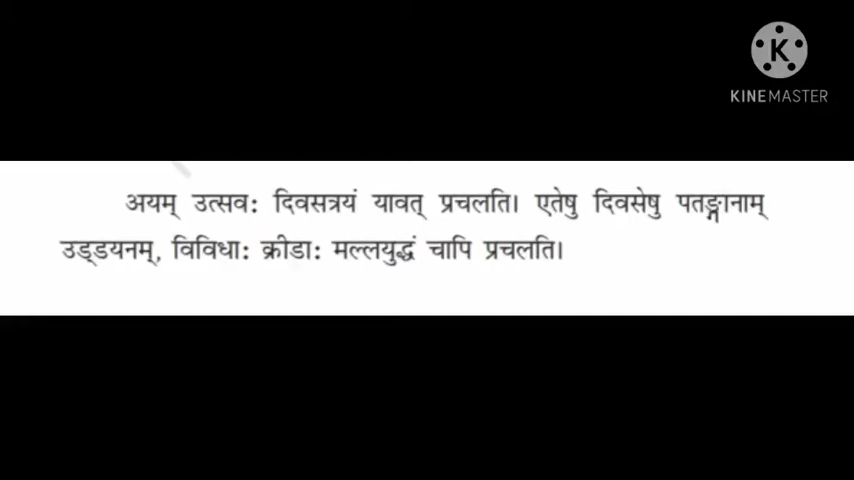 KINEMASTER
अयम् उत्सवः दिवसत्रयं यावत् प्रचलति। एतेषु दिवसेषु पतङ्गानाम्
उड्डयनम्, विविधाः क्रीडाः मल्लयुद्धं चापि प्रचलति।